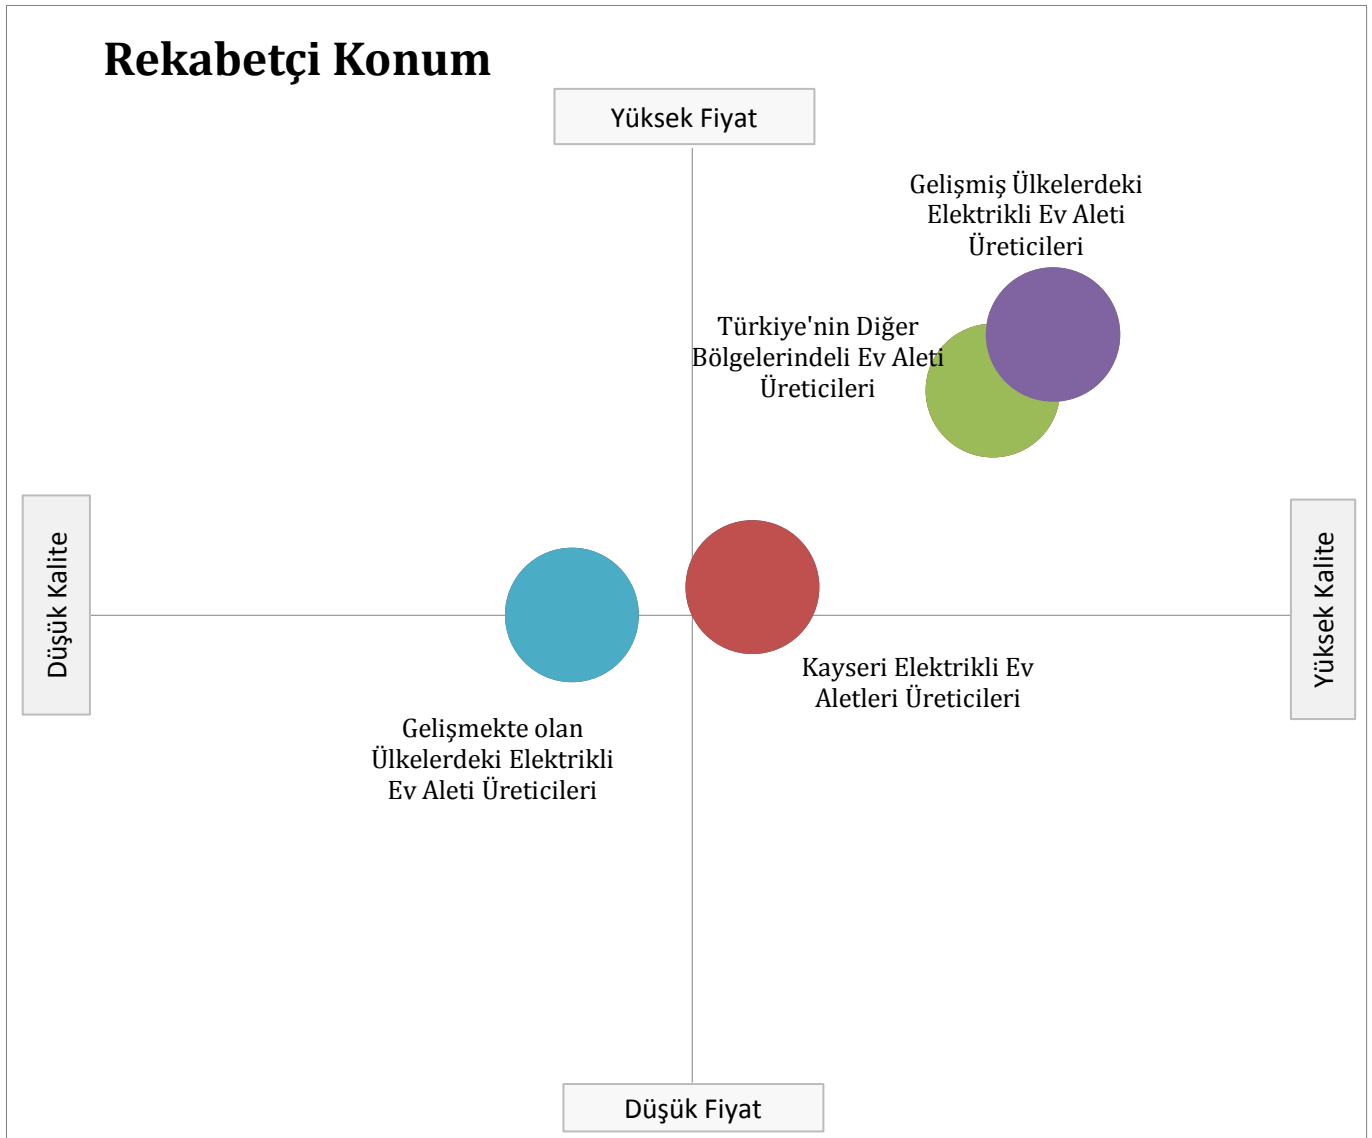 Rekabetçi Konum
Yüksek Fiyat
Gelişmiş Ülkelerdeki
Elektrikli Ev Aleti
Üreticileri
Türkiye'nin Diğer
Bölgelerindeli Ev Aleti
Üreticileri
Düşük Kalite
Yüksek Kalite
Kayseri Elektrikli Ev
Aletleri Üreticileri
Gelişmekte olan
Ülkelerdeki Elektrikli
Ev Aleti Üreticileri
Düşük Fiyat